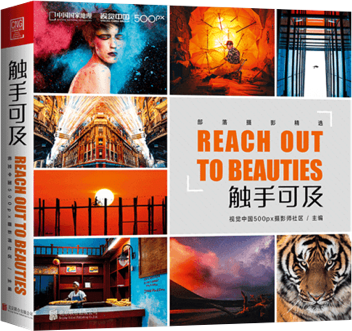 中国国家地理
视觉中国
500px
部落摄影精选
REACH OUT
TO BEAUTIES
触手可及
视觉中国500px摄影师社区 / 主编
触手可及
REACH OUT
TO BEAUTIES